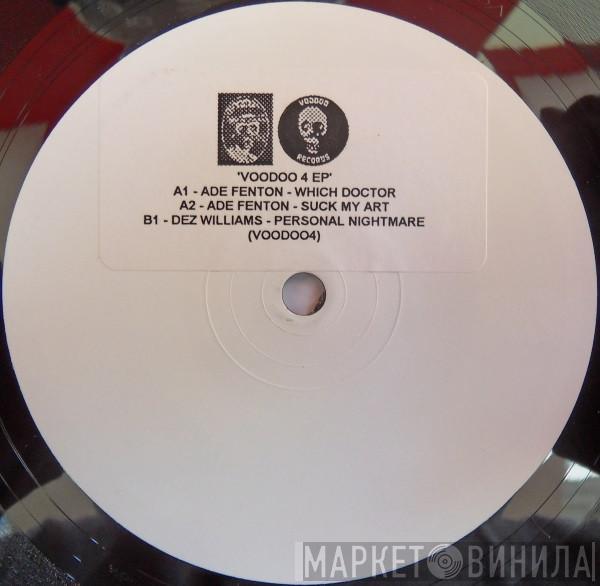 VOODOO
RECORDS
'VOODOO 4 EP'
A1 - ADE FENTON - WHICH DOCTOR
A2 - ADE FENTON - SUCK MY ART
B1 - DEZ WILLIAMS - PERSONAL NIGHTMARE
(VOODOO4)
МАРКЕТ ВИНИЛА